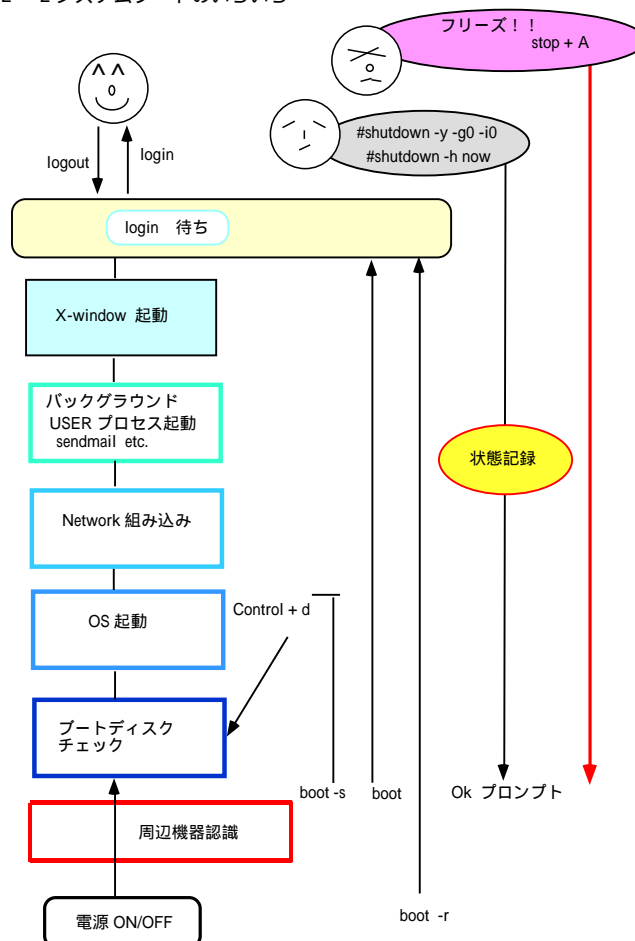 フリーズ！！
stop + A
#shutdown -y -g0 -i0
#shutdown -h now
logout
login
login 待ち
X-window 起動
バックグラウンド
USER プロセス起動
sendmail etc.
状態記録
Network 組み込み
OS 起動
Control + d
ブートディスク
チェック
boot -s
boot
Ok プロンプト
周辺機器認識
boot -r
電源 ON/OFF